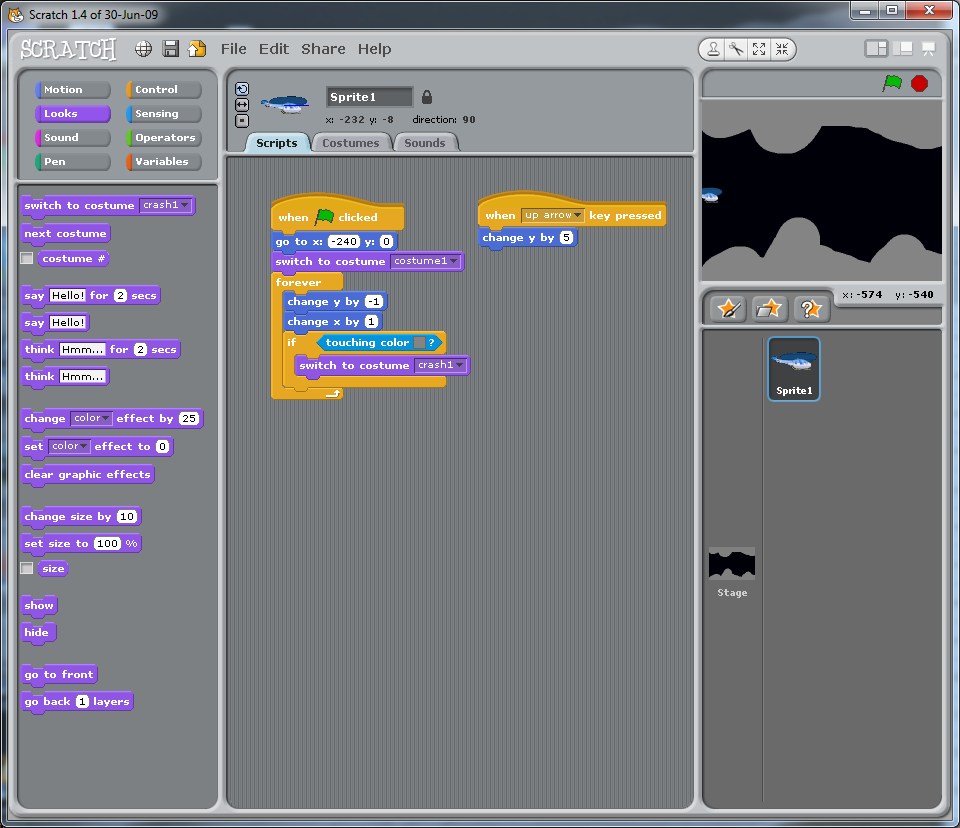 Scratch 1.4 of 30-Jun-09
SCRATCH File Edit Share Help
Motion Control
Looks Sensing
Sound Operators
Pen Variables
switch to costume crash1
next costume
costume #
say Hello! for 2 secs
say Hello!
think Hmm... for 2 secs
think Hmm...
change color effect by 25
set color effect to 0
clear graphic effects
change size by 10
set size to 100 %
size
show
hide
go to front
go back 1 layers
Sprite1
x: -232 y: -8 direction: 90
Scripts Costumes Sounds
when clicked
go to x: -240 y: 0
switch to costume costume1
forever
change y by -1
change x by 1
if touching color ?
switch to costume crash1
when up arrow key pressed
change y by 5
x: -574 y: -540
Sprite1
Stage